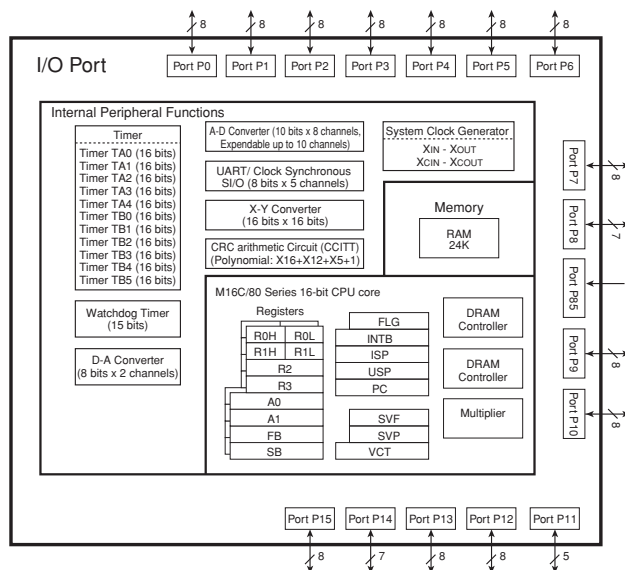 8 8 8 8 8 8 8
I/O Port
Port P0 Port P1 Port P2 Port P3 Port P4 Port P5 Port P6
Internal Peripheral Functions
Timer
Timer TA0 (16 bits)
Timer TA1 (16 bits)
Timer TA2 (16 bits)
Timer TA3 (16 bits)
Timer TA4 (16 bits)
Timer TB0 (16 bits)
Timer TB1 (16 bits)
Timer TB2 (16 bits)
Timer TB3 (16 bits)
Timer TB4 (16 bits)
Timer TB5 (16 bits)
Watchdog Timer
(15 bits)
D-A Converter
(8 bits x 2 channels)
A-D Converter (10 bits x 8 channels,
Expendable up to 10 channels)
UART/ Clock Synchronous
SI/O (8 bits x 5 channels)
X-Y Converter
(16 bits x 16 bits)
CRC arithmetic Circuit (CCITT)
(Polynomial: X16+X12+X5+1)
System Clock Generator
XIN - XOUT
XCIN - XCOUT
Memory
RAM
24K
M16C/80 Series 16-bit CPU core
Registers
R0H R0L
R1H R1L
R2
R3
A0
A1
FB
SB
FLG
INTB
ISP
USP
PC
SVF
SVP
VCT
DRAM
Controller
DRAM
Controller
Multiplier
Port P7
8
Port P8
7
Port P85
Port P9
8
Port P10
8
Port P15 Port P14 Port P13 Port P12 Port P11
8 7 8 8 5